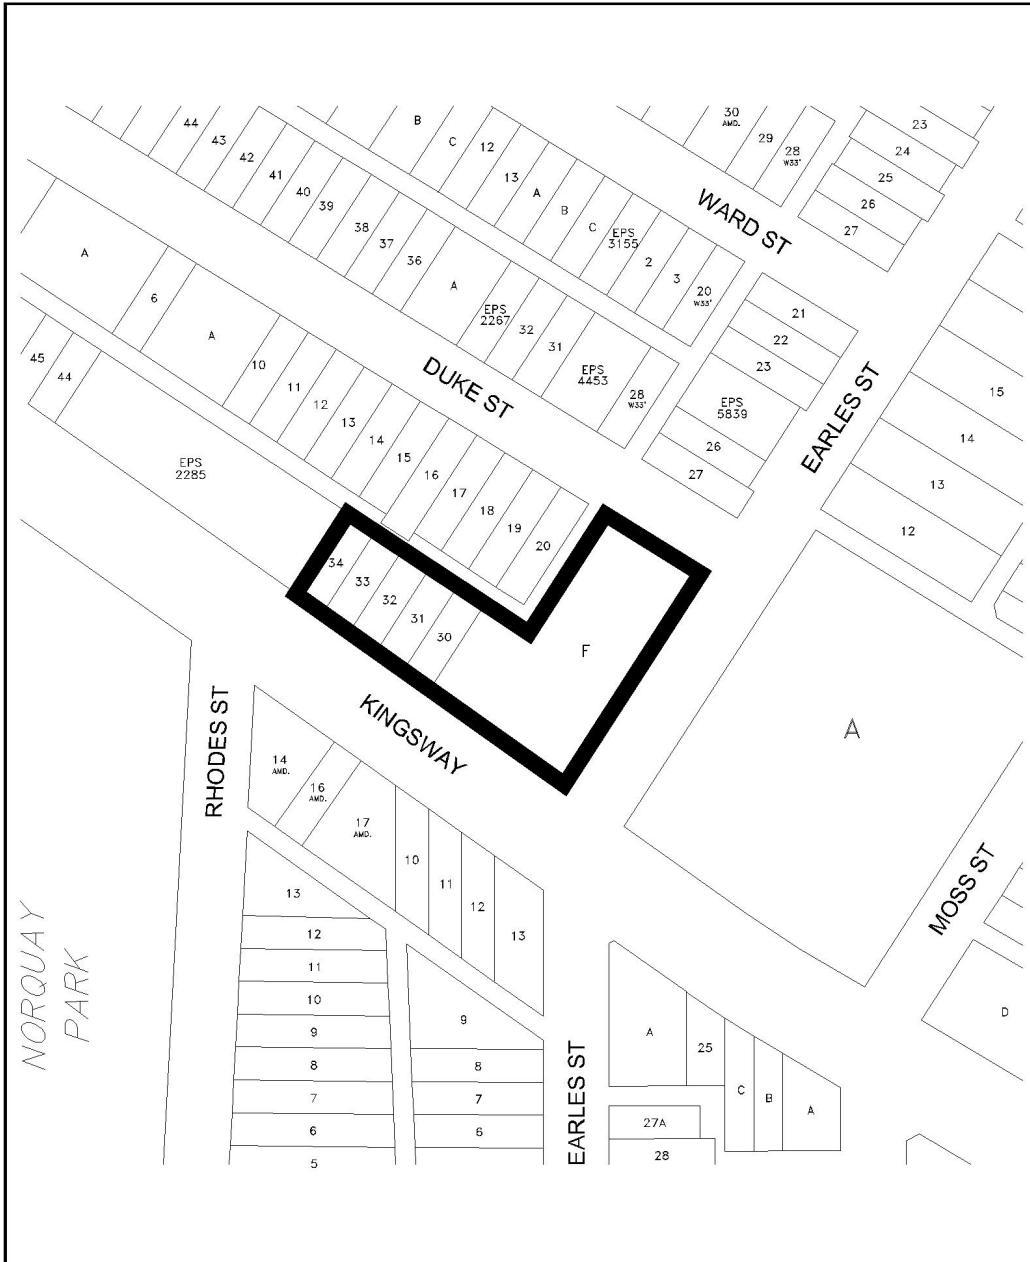 44
43
42
41
40
39
38
37
36
A
EPS
2267
32
31
EPS
4453
28
W33'
B
C
12
13
A
B
C
EPS
3155
2
3
20
W33'
30
AMD.
29
28
W33'
23
24
25
26
27
WARD ST
21
22
23
EPS
5839
26
27
EARLES ST
15
14
13
12
A
6
A
10
11
12
13
14
15
16
17
18
19
20
DUKE ST
45
44
EPS
2285
34
33
32
31
30
F
KINGSWAY
RHODES ST
A
MOSS ST
14
AMD.
16
AMD.
17
AMD.
10
11
12
13
NORQUAY
PARK
13
12
11
10
9
8
7
6
5
9
8
7
6
EARLES ST
A
25
C
B
A
27A
28
D